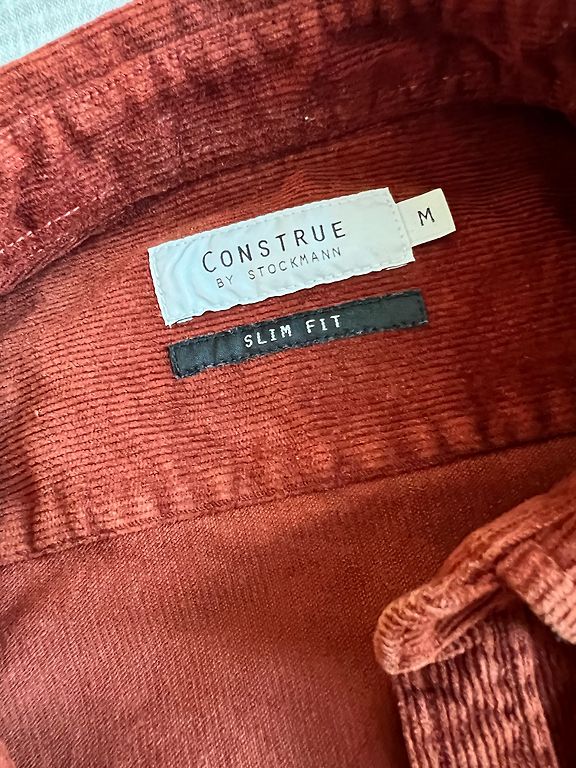 CONSTRUE
BY STOCKMANN
M
SLIM FIT